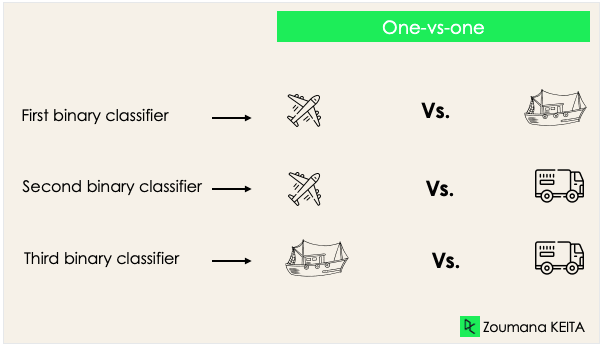 One-vs-one
First binary classifier Vs.
Second binary classifier Vs.
Third binary classifier Vs.
Zoumana KEITA